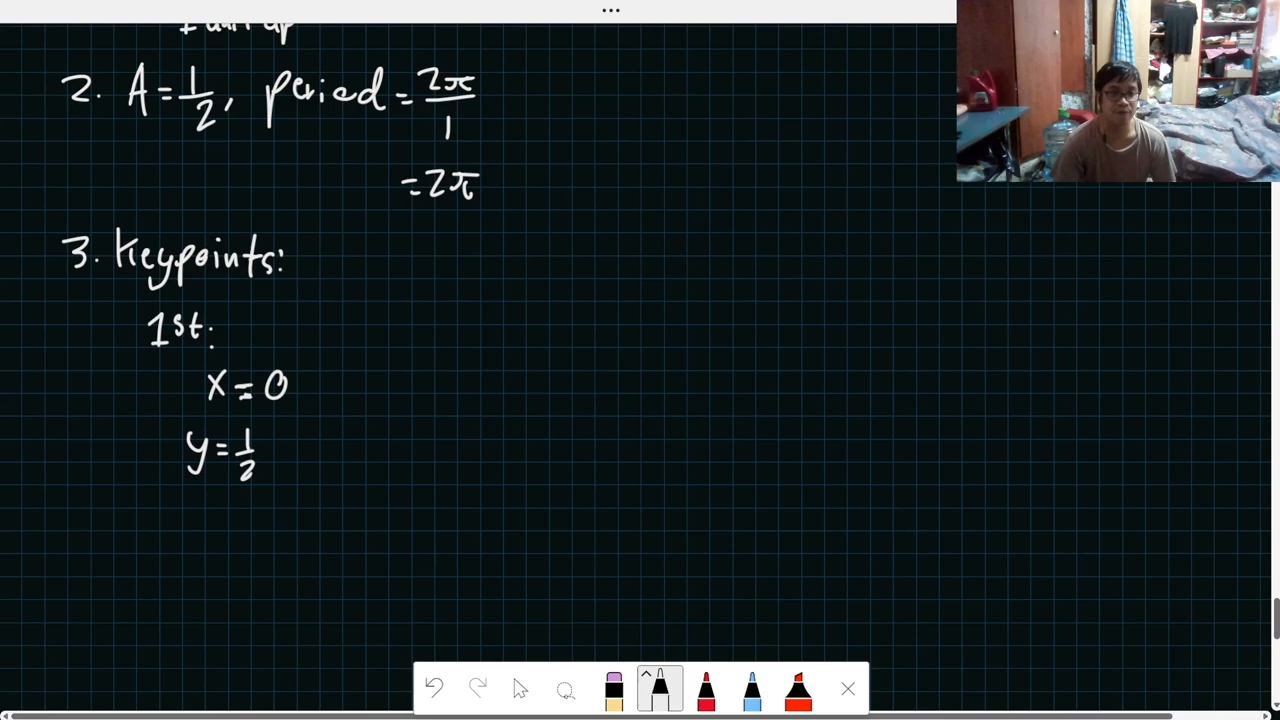 2. A = 1/2, period = 2π/1
= 2π
3. Keypoints:
1st:
x = 0
y = 1/2